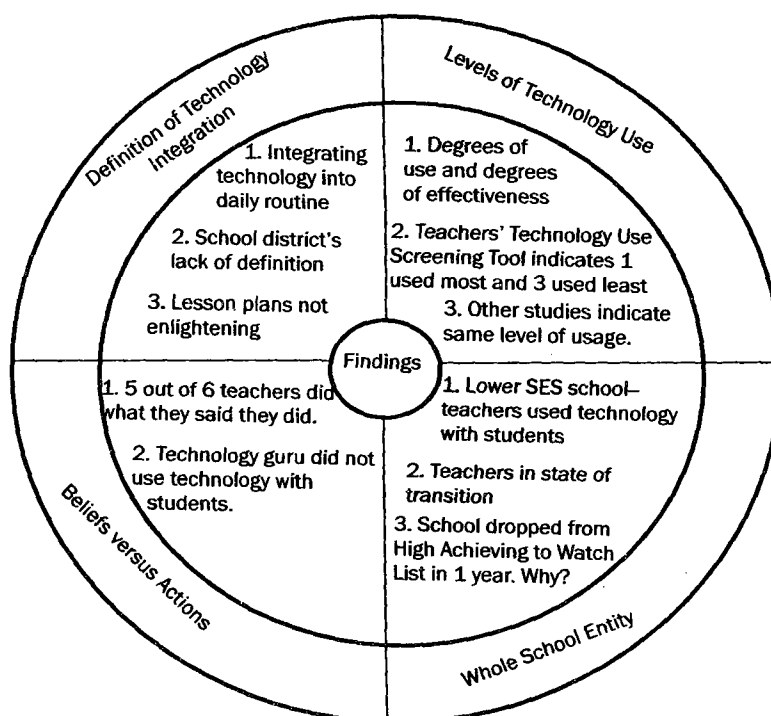 Definition of Technology
Integration
1. Integrating
technology into
daily routine
2. School district's
lack of definition
3. Lesson plans not
enlightening
Levels of Technology Use
1. Degrees of
use and degrees
of effectiveness
2. Teachers' Technology Use
Screening Tool indicates 1
used most and 3 used least
3. Other studies indicate
same level of usage.
Findings
1. 5 out of 6 teachers did
what they said they did.
2. Technology guru did not
use technology with
students.
Beliefs versus Actions
1. Lower SES school–
teachers used technology
with students
2. Teachers in state of
transition
3. School dropped from
High Achieving to Watch
List in 1 year. Why?
Whole School Entity